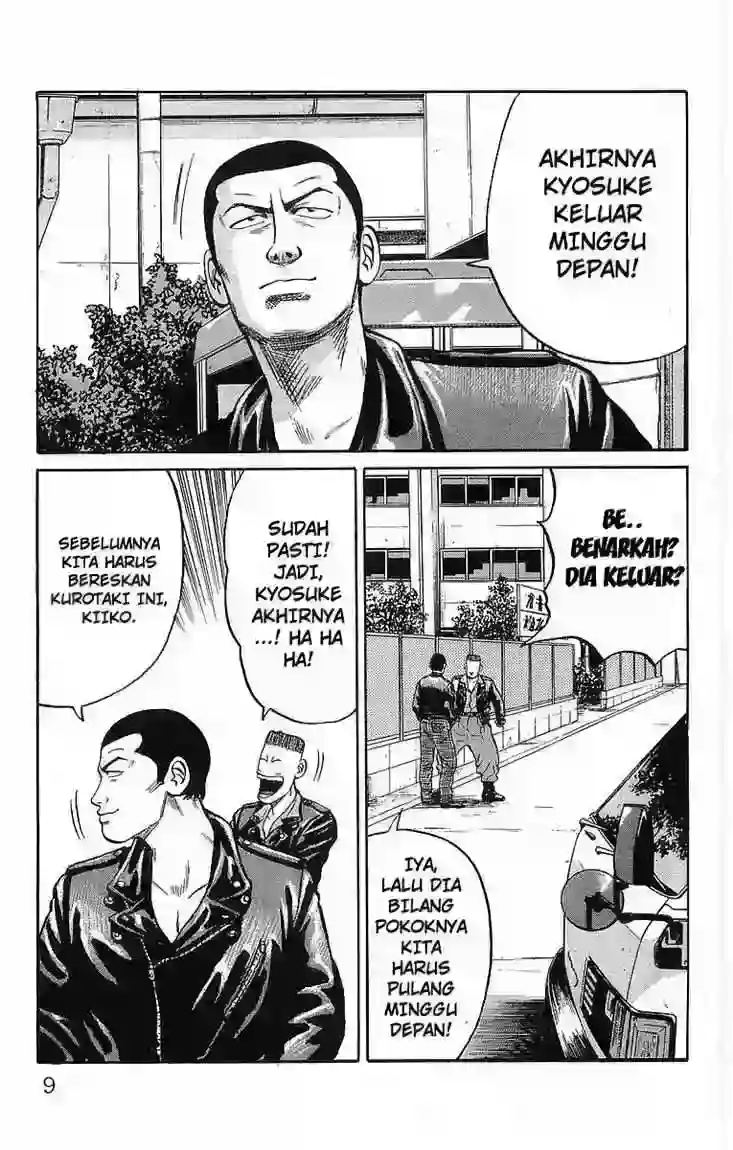 AKHIRNYA
KYOSUKE
KELUAR
MINGGU
DEPAN!
BE..
BENARKAH?
DIA KELUAR?
IYA,
LALU DIA
BILANG
POKOKNYA
KITA
HARUS
PULANG
MINGGU
DEPAN!
SUDAH
PASTI!
JADI,
KYOSUKE
AKHIRNYA
...! HA HA
HA!
SEBELUMNYA
KITA HARUS
BERESKAN
KUROTAKI INI,
KIIKO.
9